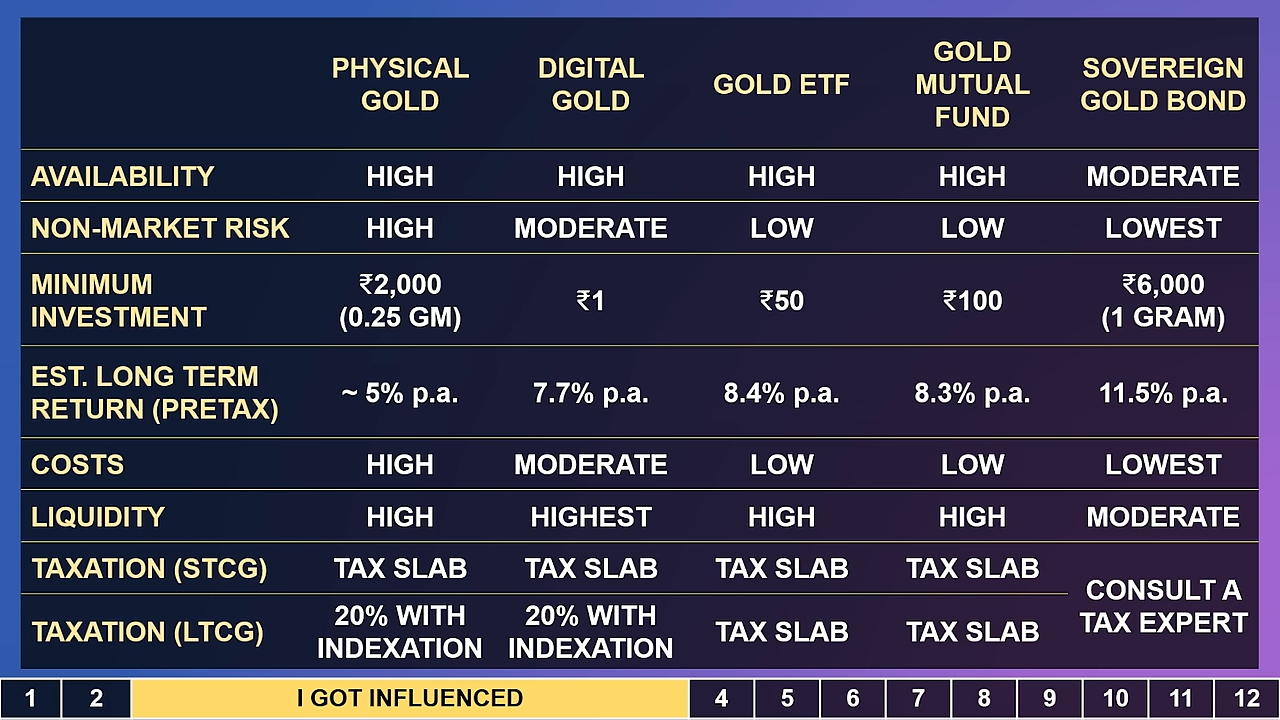 PHYSICAL GOLD
DIGITAL GOLD
GOLD ETF
GOLD MUTUAL FUND
SOVEREIGN GOLD BOND
AVAILABILITY HIGH HIGH HIGH HIGH MODERATE
NON-MARKET RISK HIGH MODERATE LOW LOW LOWEST
MINIMUM INVESTMENT ₹2,000 (0.25 GM) ₹1 ₹50 ₹100 ₹6,000 (1 GRAM)
EST. LONG TERM RETURN (PRETAX) ~ 5% p.a. 7.7% p.a. 8.4% p.a. 8.3% p.a. 11.5% p.a.
COSTS HIGH MODERATE LOW LOW LOWEST
LIQUIDITY HIGH HIGHEST HIGH HIGH MODERATE
TAXATION (STCG) TAX SLAB TAX SLAB TAX SLAB TAX SLAB CONSULT A TAX EXPERT
TAXATION (LTCG) 20% WITH INDEXATION 20% WITH INDEXATION TAX SLAB TAX SLAB
1 2 I GOT INFLUENCED 4 5 6 7 8 9 10 11 12